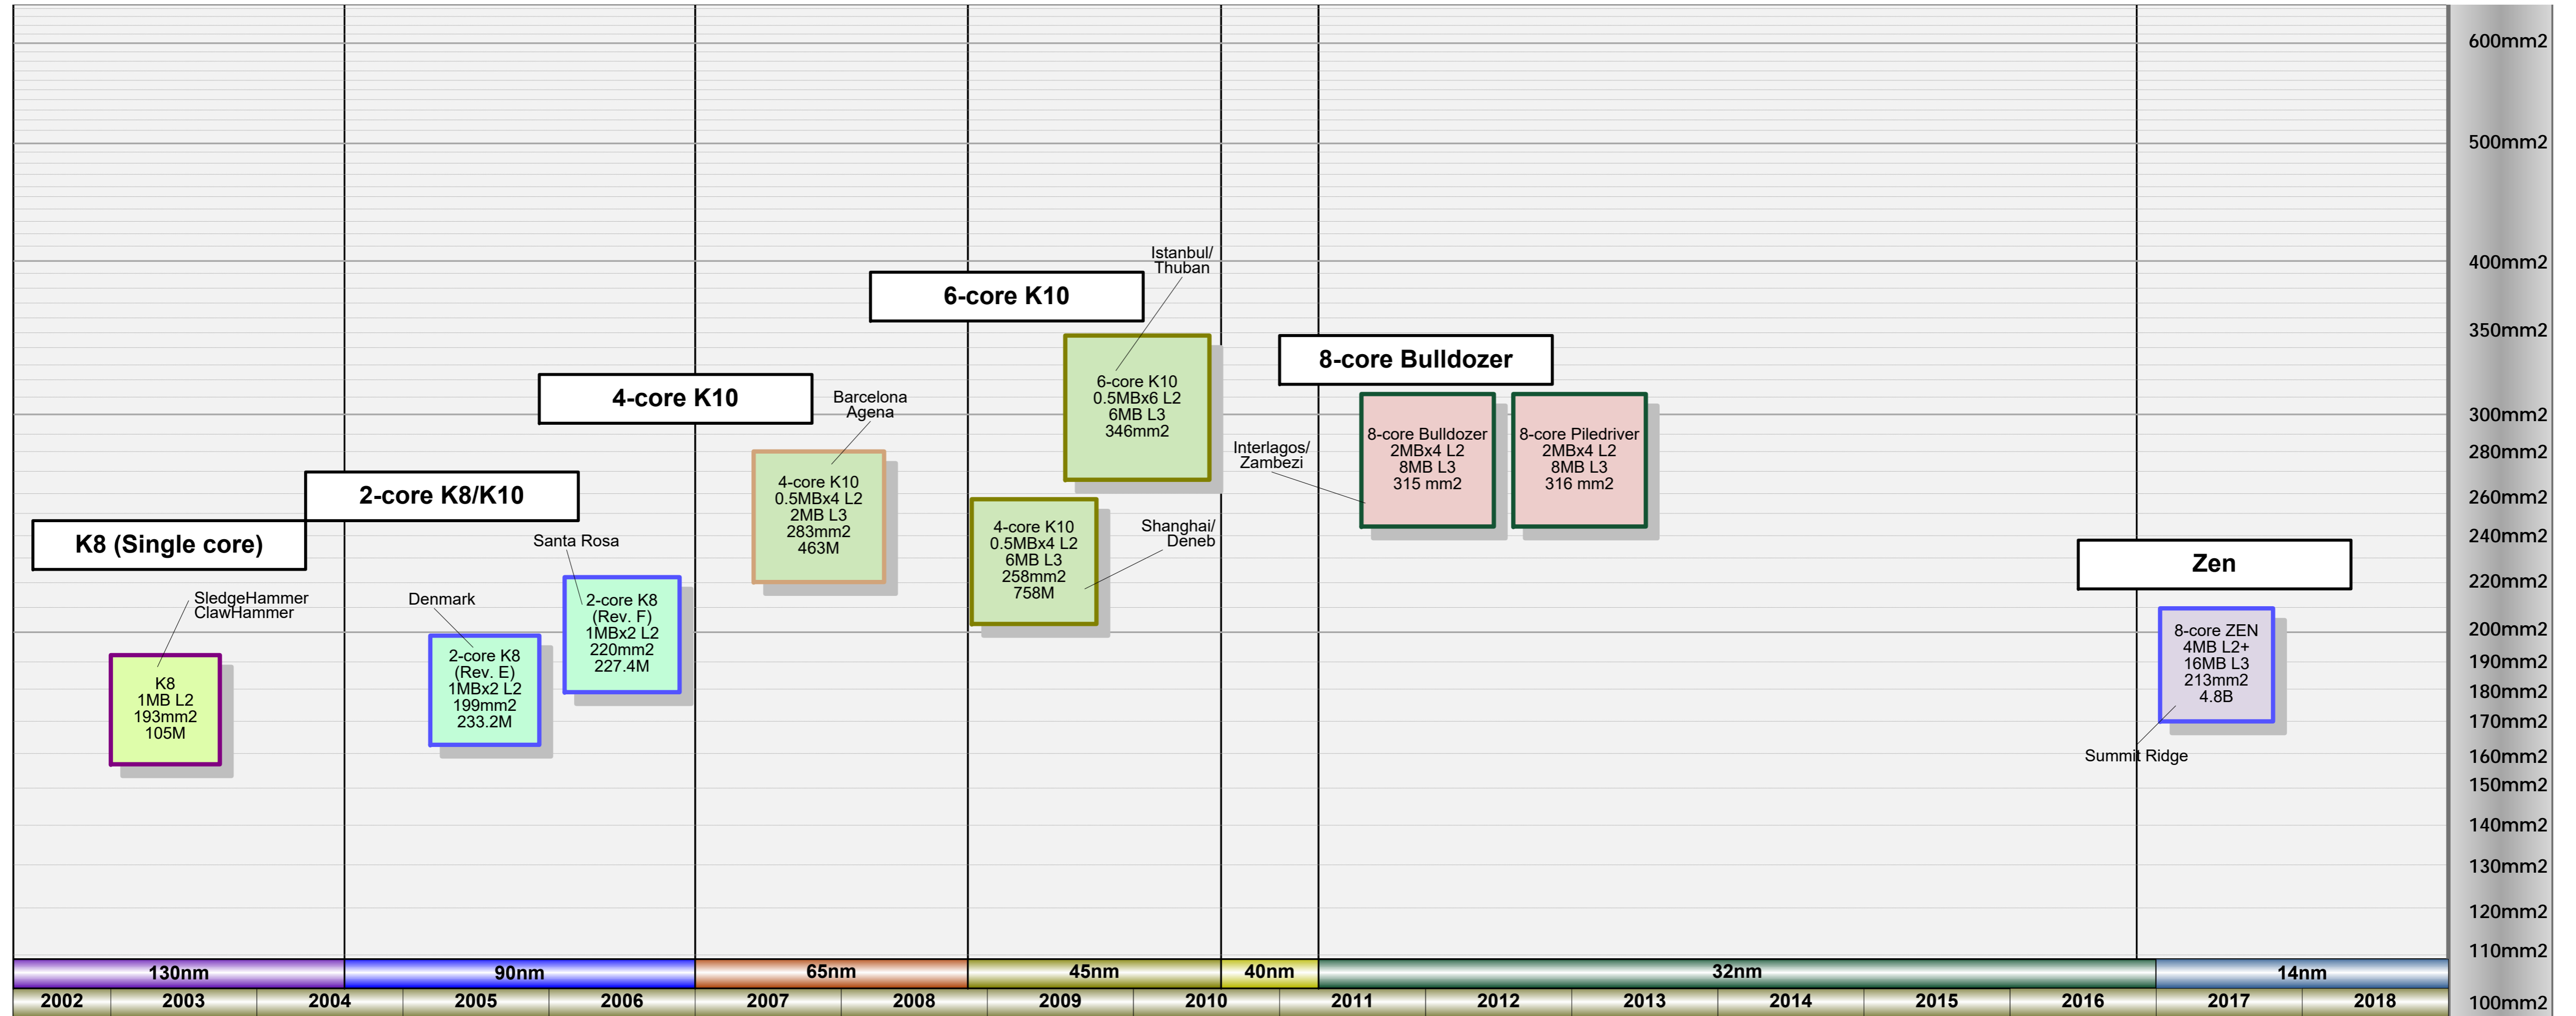 600mm2
500mm2
400mm2
350mm2
300mm2
280mm2
260mm2
240mm2
220mm2
200mm2
190mm2
180mm2
170mm2
160mm2
150mm2
140mm2
130mm2
120mm2
110mm2
100mm2
K8 (Single core)
SledgeHammer
ClawHammer
K8
1MB L2
193mm2
105M
2-core K8/K10
Denmark
2-core K8
(Rev. E)
1MBx2 L2
199mm2
233.2M
Santa Rosa
2-core K8
(Rev. F)
1MBx2 L2
220mm2
227.4M
4-core K10
Barcelona
Agena
4-core K10
0.5MBx4 L2
2MB L3
283mm2
463M
6-core K10
Istanbul/
Thuban
6-core K10
0.5MBx6 L2
6MB L3
346mm2
4-core K10
0.5MBx4 L2
6MB L3
258mm2
758M
Shanghai/
Deneb
8-core Bulldozer
Interlagos/
Zambezi
8-core Bulldozer
2MBx4 L2
8MB L3
315 mm2
8-core Piledriver
2MBx4 L2
8MB L3
316 mm2
Zen
8-core ZEN
4MB L2+
16MB L3
213mm2
4.8B
Summit Ridge
130nm
90nm
65nm
45nm
40nm
32nm
14nm
2002
2003
2004
2005
2006
2007
2008
2009
2010
2011
2012
2013
2014
2015
2016
2017
2018